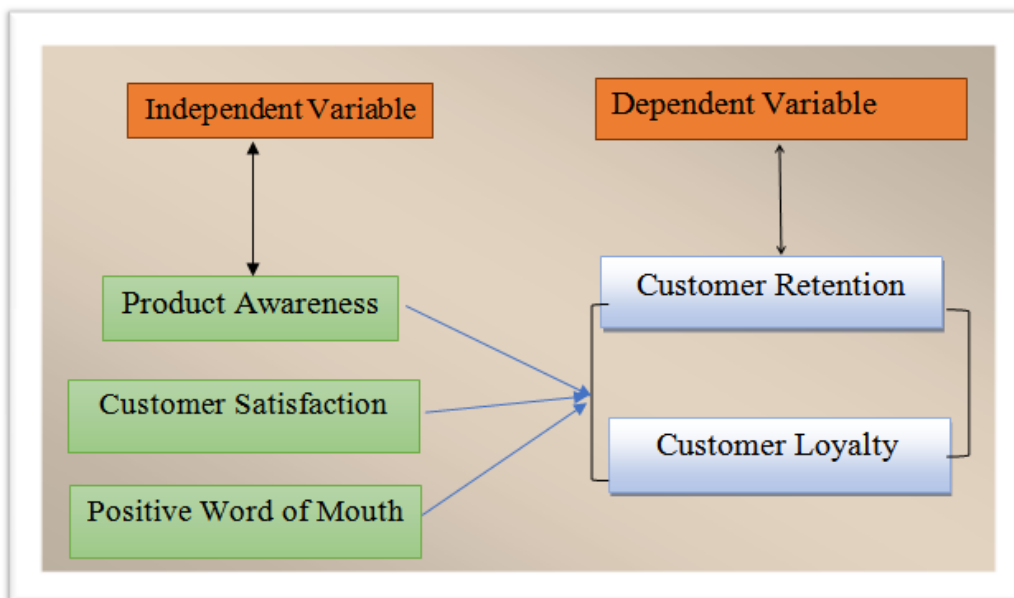 Independent Variable
Dependent Variable
Product Awareness
Customer Satisfaction
Positive Word of Mouth
Customer Retention
Customer Loyalty